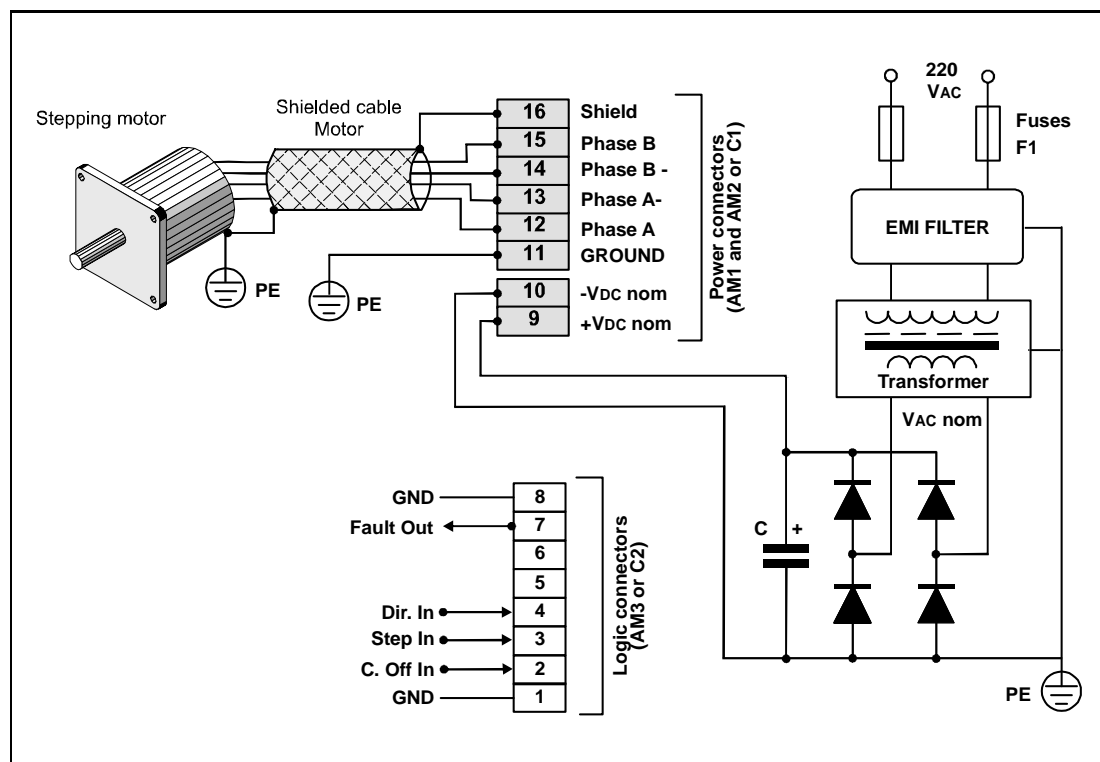 Stepping motor
Shielded cable
Motor
PE
PE
16 Shield
15 Phase B
14 Phase B -
13 Phase A-
12 Phase A
11 GROUND
10 -VDC nom
9 +VDC nom
Power connectors
(AM1 and AM2 or C1)
220
VAC
Fuses
F1
EMI FILTER
Transformer
VAC nom
C +
PE
GND 8
Fault Out 7
6
5
Dir. In 4
Step In 3
C. Off In 2
GND 1
Logic connectors
(AM3 or C2)